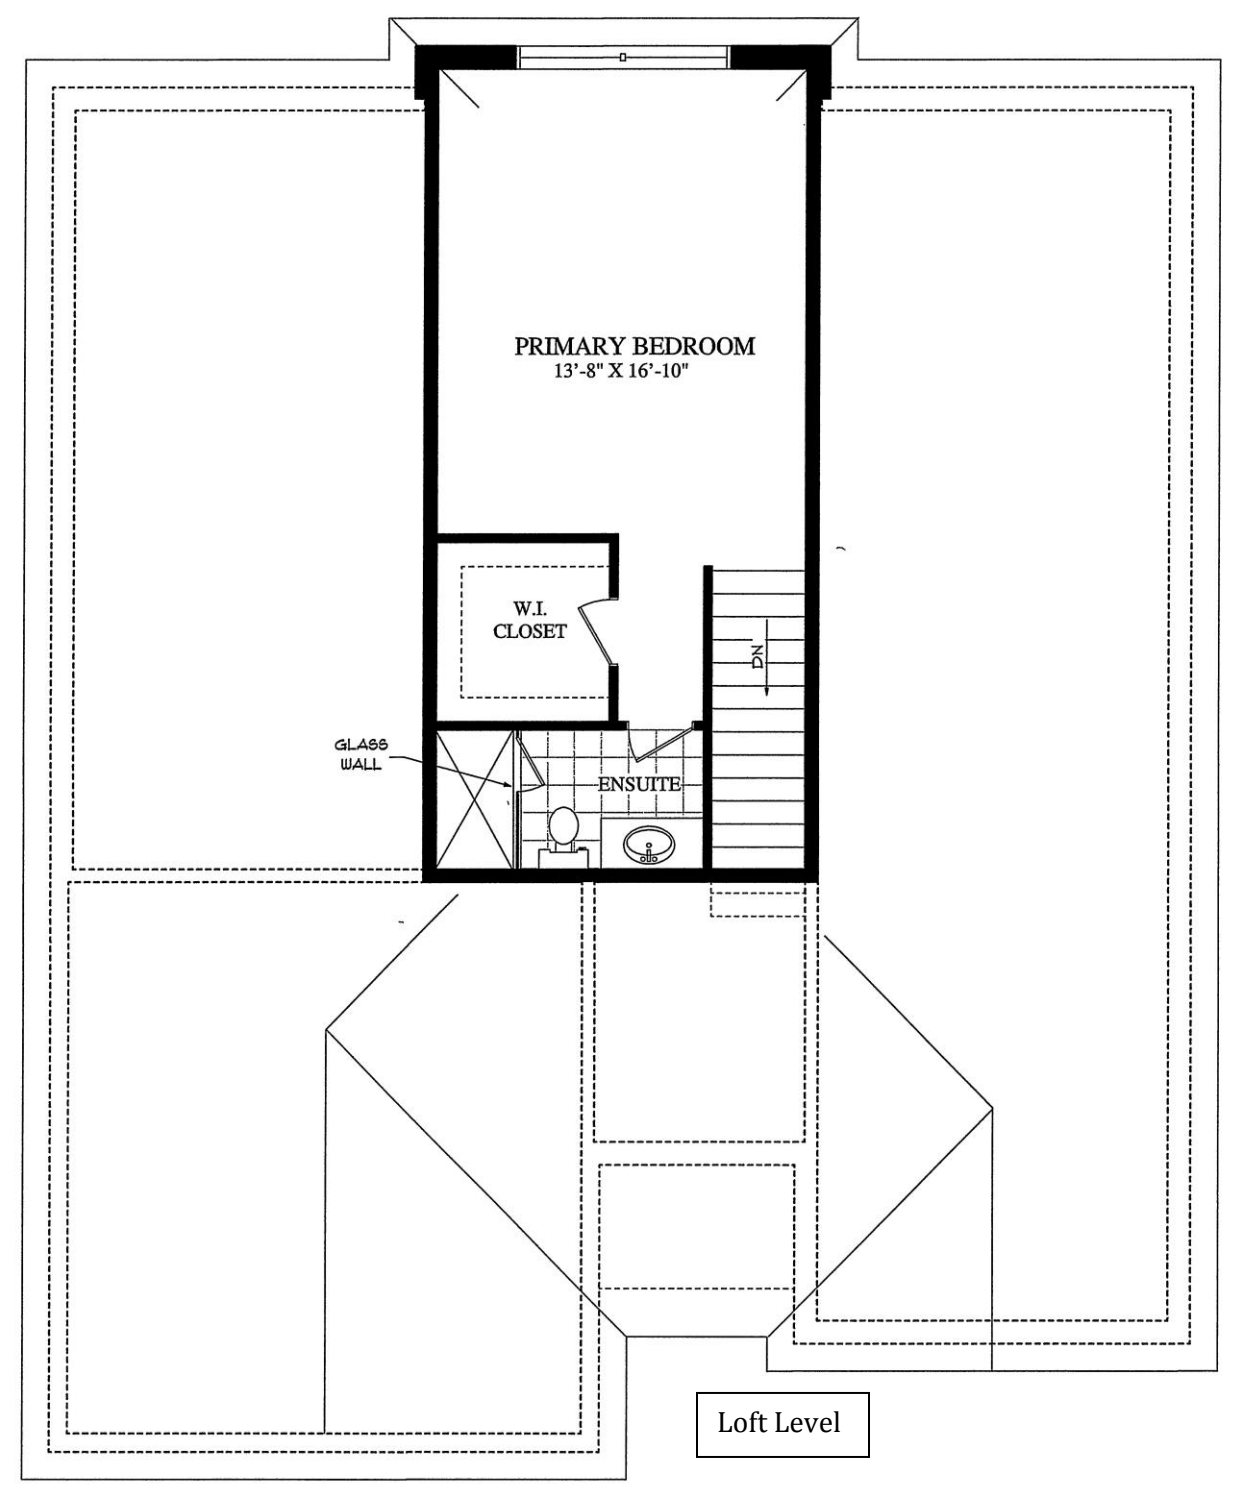 PRIMARY BEDROOM
13'-8" X 16'-10"
W.I.
CLOSET
DN
GLASS
WALL
ENSUITE
Loft Level